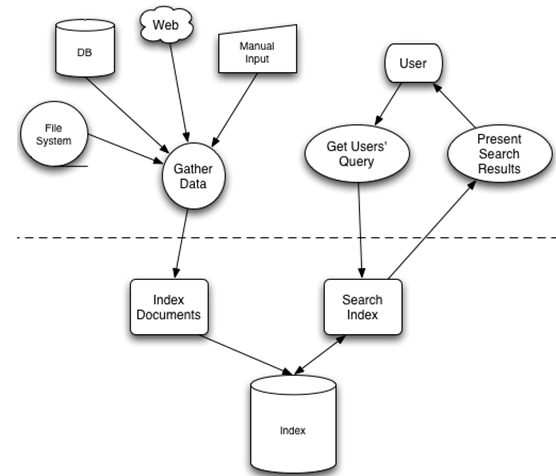 Web
DB
Manual
Input
User
File
System
Gather
Data
Get Users'
Query
Present
Search
Results
Index
Documents
Search
Index
Index